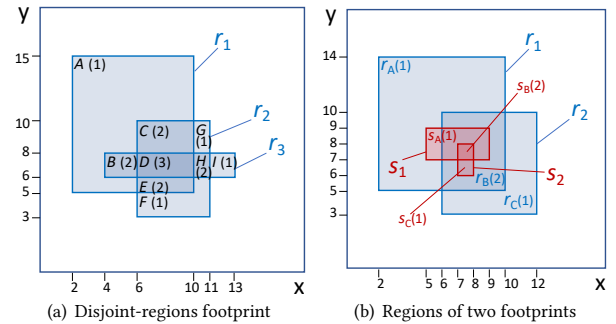 y
15
10
8
6
5
3
2 4 6 10 11 13 x
A (1)
r1
C (2)
G
(1)
r2
r3
B (2) D (3) H I (1)
(2)
E (2)
F (1)
(a) Disjoint-regions footprint
y
14
10
9
8
7
6
5
3
2 5 6 7 8 9 10 12 x
rA(1)
r1
sB(2)
r2
sA(1)
s1
s2
rB(2)
sC(1)
rC(1)
(b) Regions of two footprints